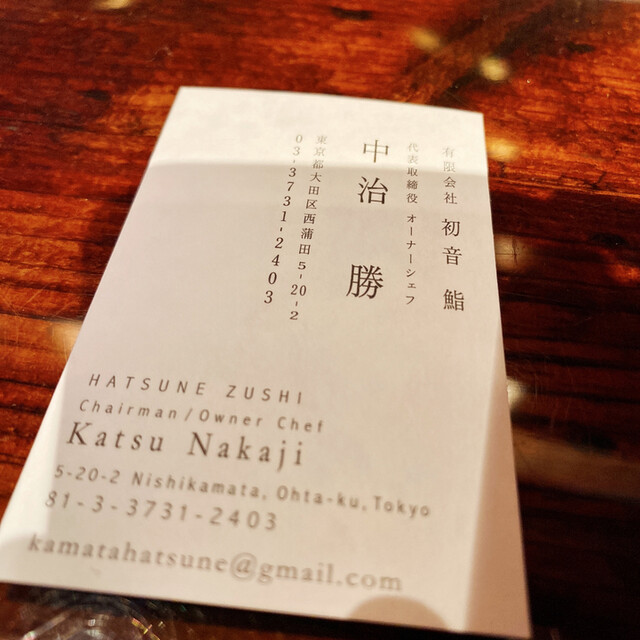 有限会社 初音鮨
代表取締役 オーナーシェフ
中治 勝
東京都大田区西蒲田5-20-2
03-3731-2403
HATSUNE ZUSHI
Chairman/Owner Chef
Katsu Nakaji
5-20-2 Nishikamata, Ohta-ku, Tokyo
81-3-3731-2403
kamatahatsune@gmail.com